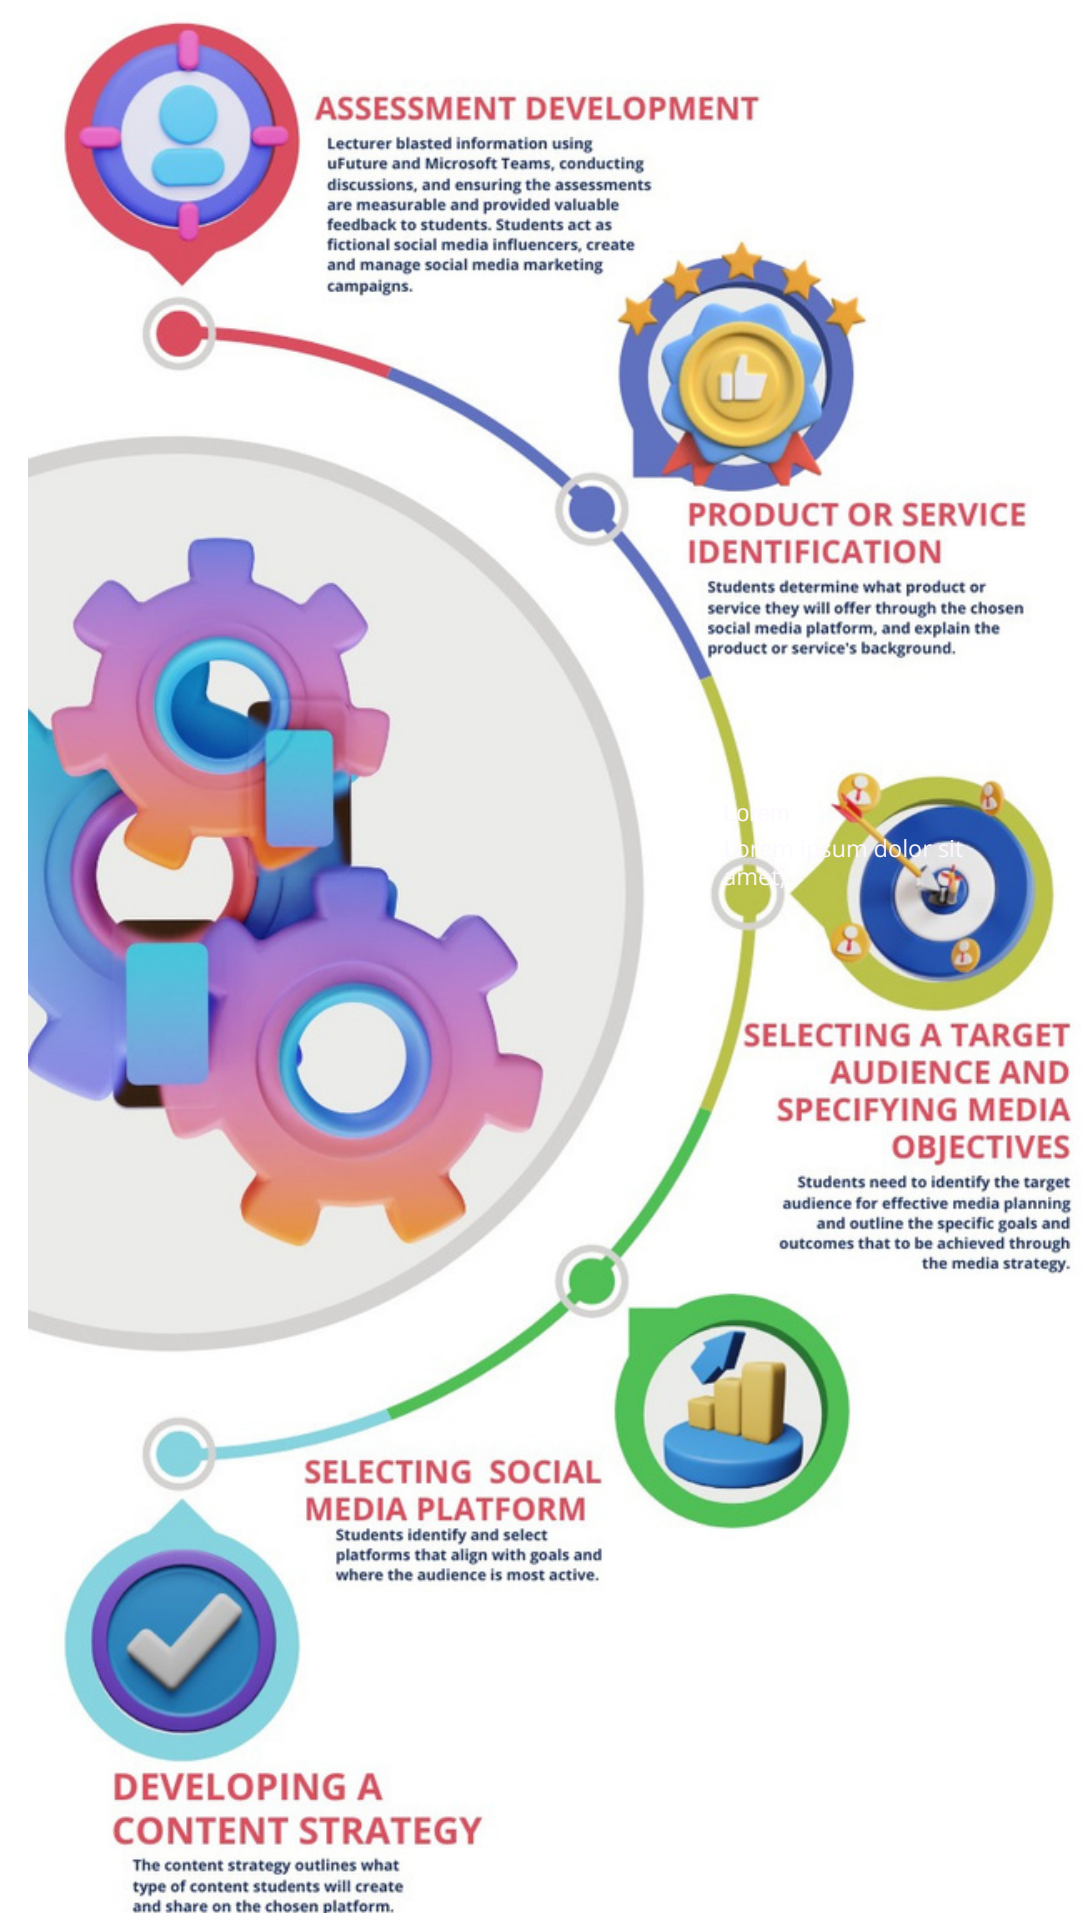 ASSESSMENT DEVELOPMENT
Lecturer blasted information using
uFuture and Microsoft Teams, conducting
discussions, and ensuring the assessments
are measurable and provided valuable
feedback to students. Students act as
fictional social media influencers, create
and manage social media marketing
campaigns.
PRODUCT OR SERVICE
IDENTIFICATION
Students determine what product or
service they will offer through the chosen
social media platform, and explain the
product or service's background.
Lorem
Lorem ipsum dolor sit
amet,
SELECTING A TARGET
AUDIENCE AND
SPECIFYING MEDIA
OBJECTIVES
Students need to identify the target
audience for effective media planning
and outline the specific goals and
outcomes that to be achieved through
the media strategy.
SELECTING SOCIAL
MEDIA PLATFORM
Students identify and select
platforms that align with goals and
where the audience is most active.
DEVELOPING A
CONTENT STRATEGY
The content strategy outlines what
type of content students will create
and share on the chosen platform.